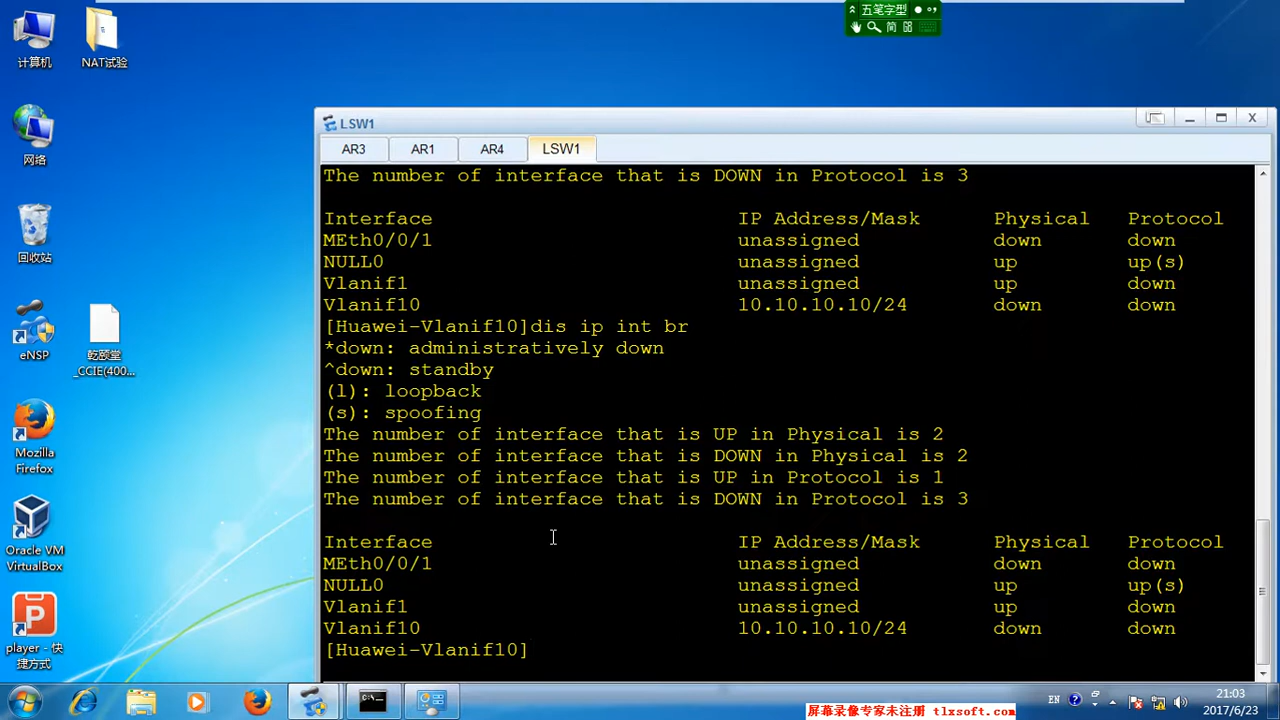 五笔字型
简
计算机
NAT试验
网络
回收站
eNSP
乾颐堂
_CCIE(400...
Mozilla
Firefox
Oracle VM
VirtualBox
player - 快
捷方式
LSW1
AR3 AR1 AR4 LSW1
The number of interface that is DOWN in Protocol is 3
Interface IP Address/Mask Physical Protocol
MEth0/0/1 unassigned down down
NULL0 unassigned up up(s)
Vlanif1 unassigned up down
Vlanif10 10.10.10.10/24 down down
[Huawei-Vlanif10]dis ip int br
*down: administratively down
^down: standby
(l): loopback
(s): spoofing
The number of interface that is UP in Physical is 2
The number of interface that is DOWN in Physical is 2
The number of interface that is UP in Protocol is 1
The number of interface that is DOWN in Protocol is 3
Interface IP Address/Mask Physical Protocol
MEth0/0/1 unassigned down down
NULL0 unassigned up up(s)
Vlanif1 unassigned up down
Vlanif10 10.10.10.10/24 down down
[Huawei-Vlanif10]
EN
21:03
2017/6/23
屏幕录像专家未注册 tlxsoft.com